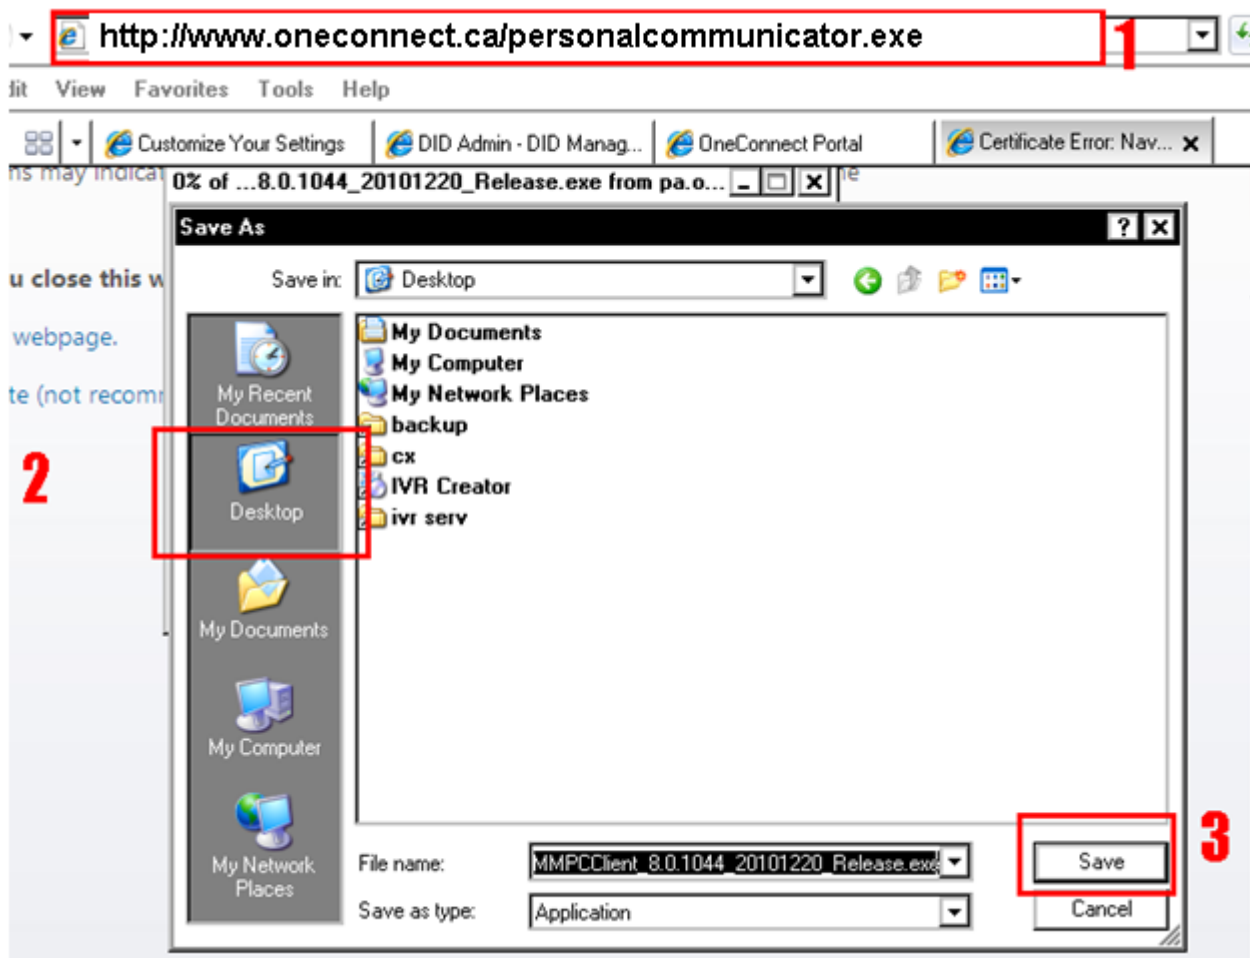 http://www.oneconnect.ca/personalcommunicator.exe
1
dit View Favorites Tools Help
Customize Your Settings DID Admin - DID Manag... OneConnect Portal Certificate Error: Nav...
ns may indicat
0% of ...8.0.1044_20101220_Release.exe from pa.o...
Save As
u close this w
Save in: Desktop
webpage.
te (not recom
2
My Recent
Documents
Desktop
My Documents
My Computer
My Network
Places
My Documents
My Computer
My Network Places
backup
cx
IVR Creator
ivr serv
File name: MMPCClient_8.0.1044_20101220_Release.exe
Save
3
Save as type: Application
Cancel